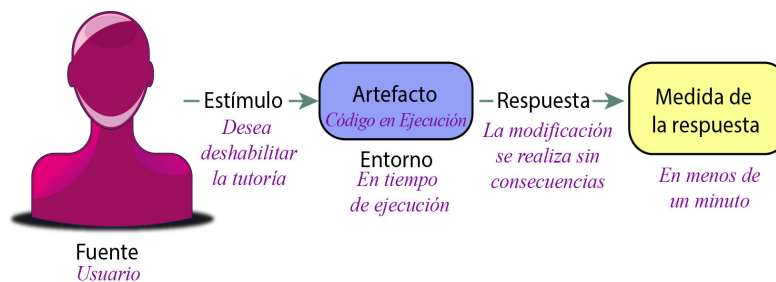 Fuente
Usuario
Estímulo
Desea
deshabilitar
la tutoría
Artefacto
Código en Ejecución
Entorno
En tiempo
de ejecución
Respuesta
La modificación
se realiza sin
consecuencias
Medida de
la respuesta
En menos de
un minuto